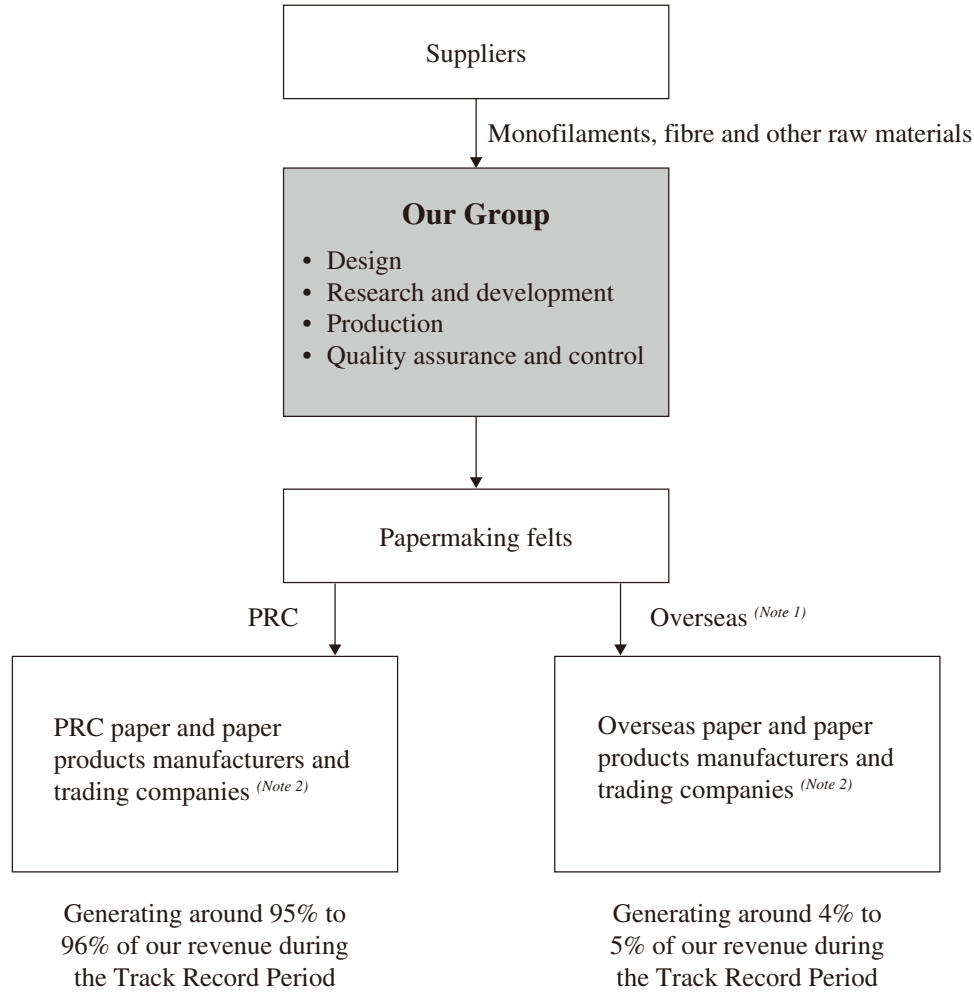 Suppliers
Monofilaments, fibre and other raw materials
Our Group
• Design
• Research and development
• Production
• Quality assurance and control
Papermaking felts
PRC
Overseas (Note 1)
PRC paper and paper
products manufacturers and
trading companies (Note 2)
Overseas paper and paper
products manufacturers and
trading companies (Note 2)
Generating around 95% to
96% of our revenue during
the Track Record Period
Generating around 4% to
5% of our revenue during
the Track Record Period